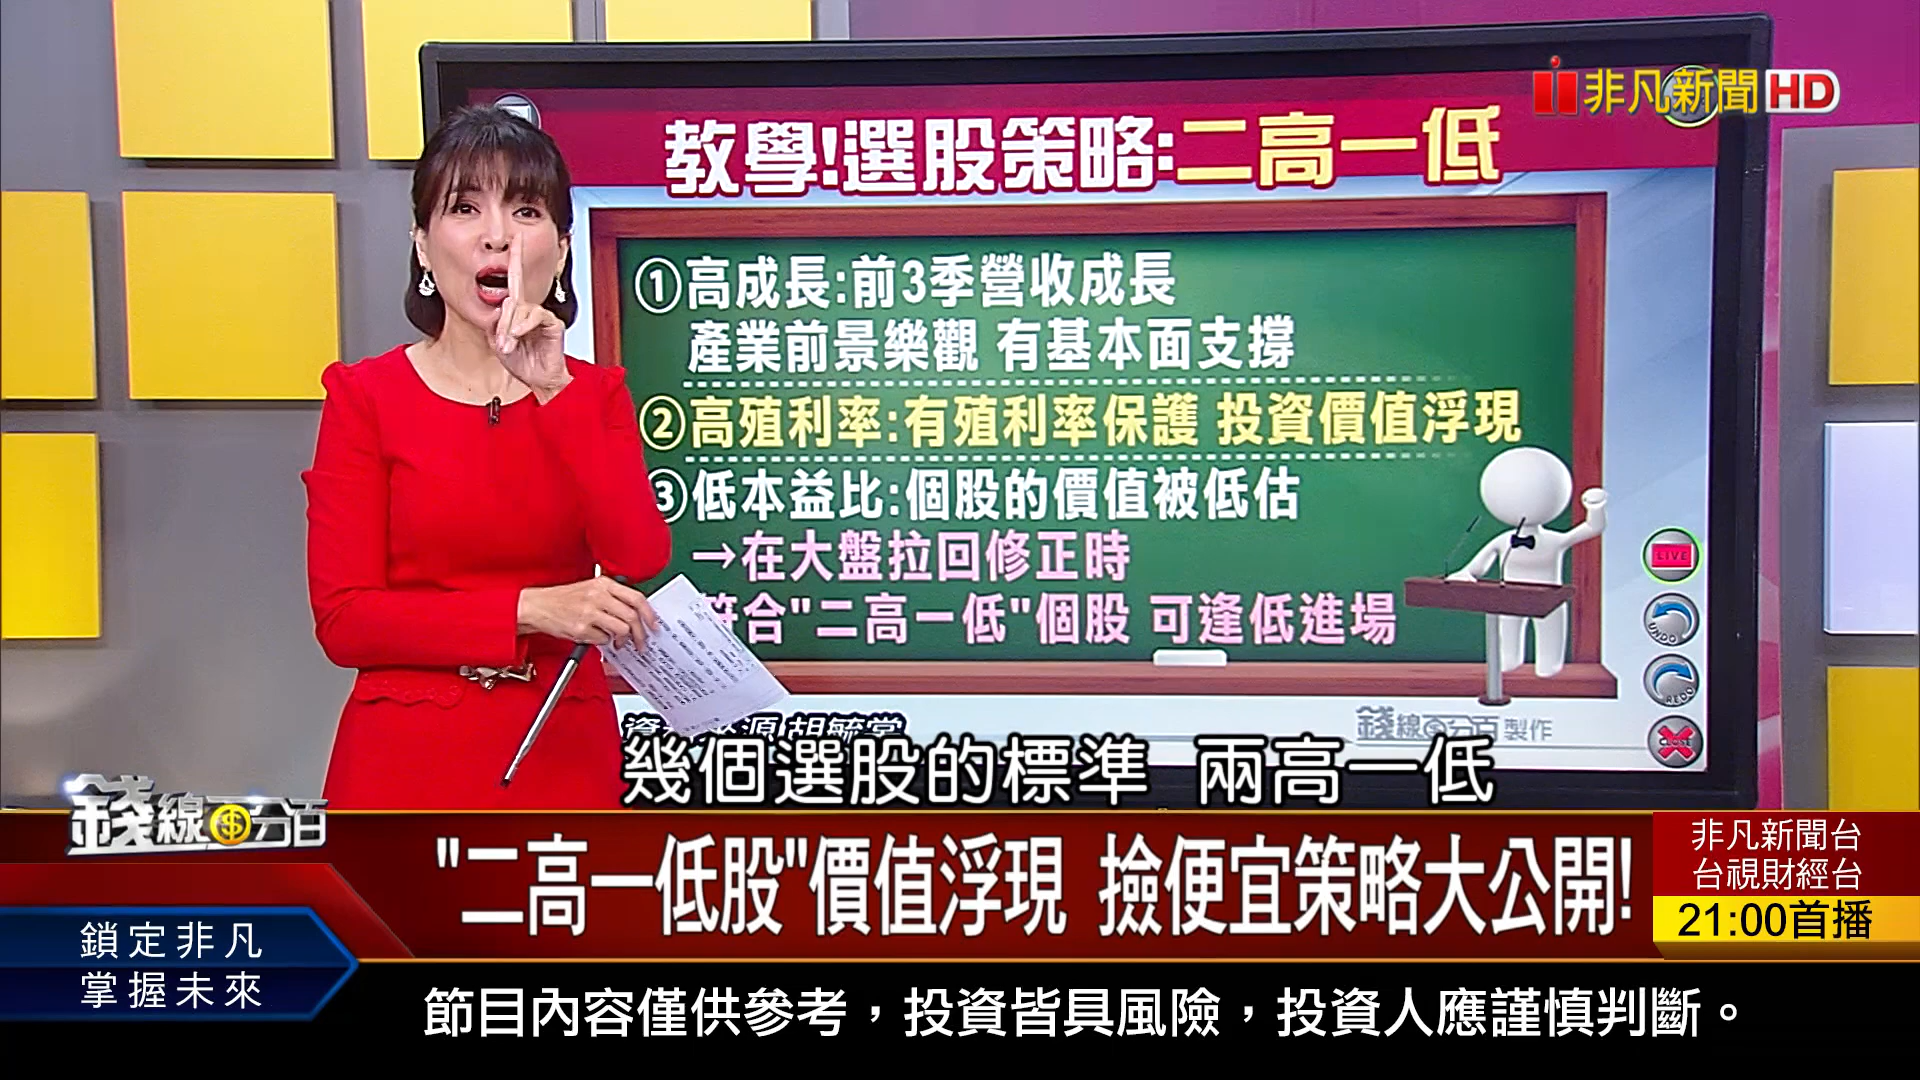 非凡新聞HD
教學!選股策略:二高一低
①高成長:前3季營收成長
產業前景樂觀 有基本面支撐
②高殖利率:有殖利率保護 投資價值浮現
③低本益比:個股的價值被低估
→在大盤拉回修正時
符合"二高一低"個股 可逢低進場
LIVE
UNDO
REDO
CLOSE
錢線百分百 製作
幾個選股的標準 兩高一低
錢線百分百
"二高一低股"價值浮現 撿便宜策略大公開!
非凡新聞台
台視財經台
21:00首播
鎖定非凡
掌握未來
節目內容僅供參考，投資皆具風險，投資人應謹慎判斷。